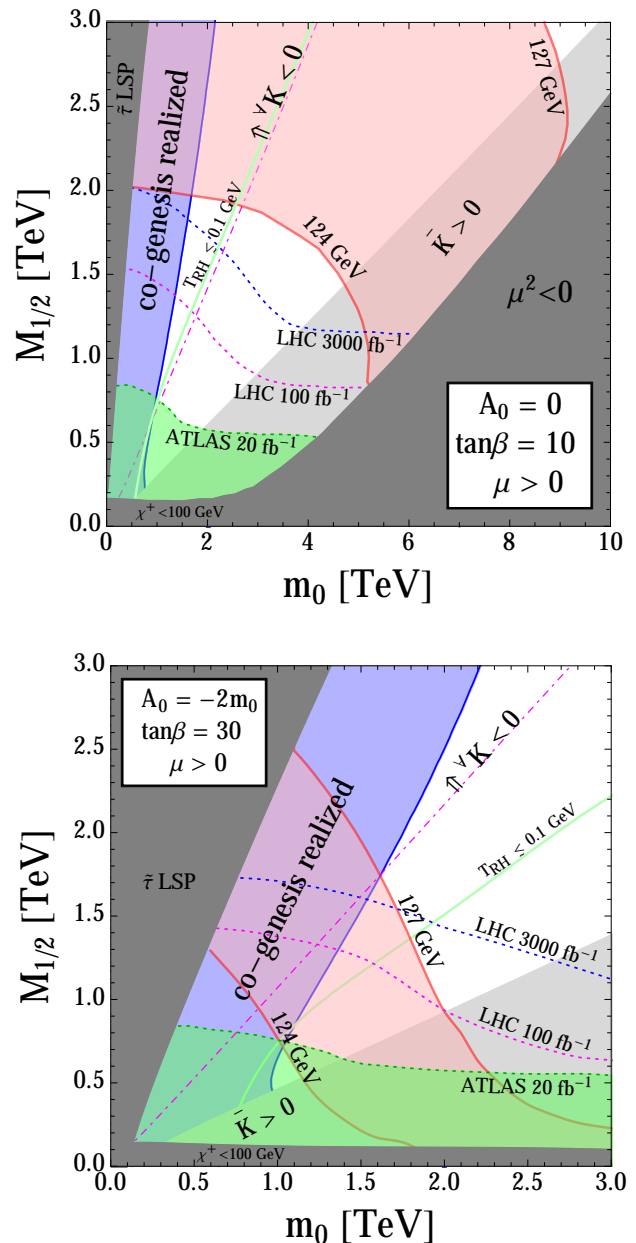 3.0
2.5
2.0
1.5
1.0
0.5
0.0
M1/2 [TeV]
τ̃ LSP
co-genesis realized
TRH ≤ 0.1 GeV
⇑ ∀K < 0
127 GeV
124 GeV
K̄ > 0
μ²<0
LHC 3000 fb⁻¹
LHC 100 fb⁻¹
ATLAS 20 fb⁻¹
χ⁺ <100 GeV
A0 = 0
tanβ = 10
μ > 0
0 2 4 6 8 10
m0 [TeV]
3.0
2.5
2.0
1.5
1.0
0.5
0.0
M1/2 [TeV]
A0 = −2m0
tanβ = 30
μ > 0
τ̃ LSP
co-genesis realized
⇑ ∀K < 0
TRH ≤ 0.1 GeV
127 GeV
124 GeV
LHC 3000 fb⁻¹
LHC 100 fb⁻¹
ATLAS 20 fb⁻¹
K̄ > 0
χ⁺ <100 GeV
0.0 0.5 1.0 1.5 2.0 2.5 3.0
m0 [TeV]